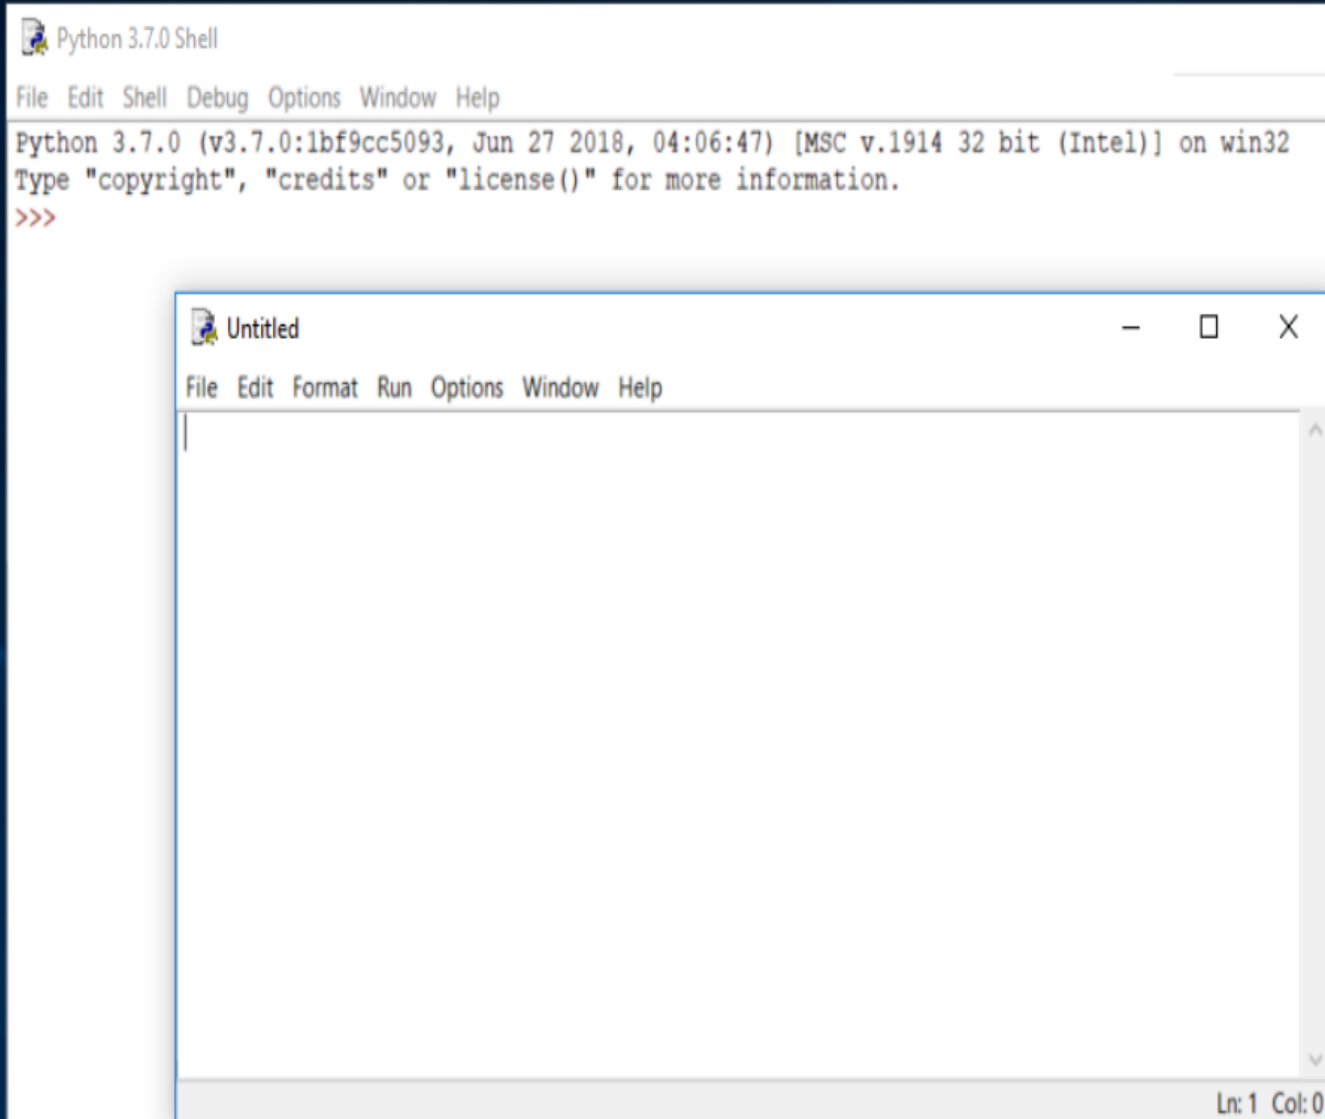 Python 3.7.0 Shell
File Edit Shell Debug Options Window Help
Python 3.7.0 (v3.7.0:1bf9cc5093, Jun 27 2018, 04:06:47) [MSC v.1914 32 bit (Intel)] on win32
Type "copyright", "credits" or "license()" for more information.
>>>
Untitled
File Edit Format Run Options Window Help
Ln: 1 Col: 0